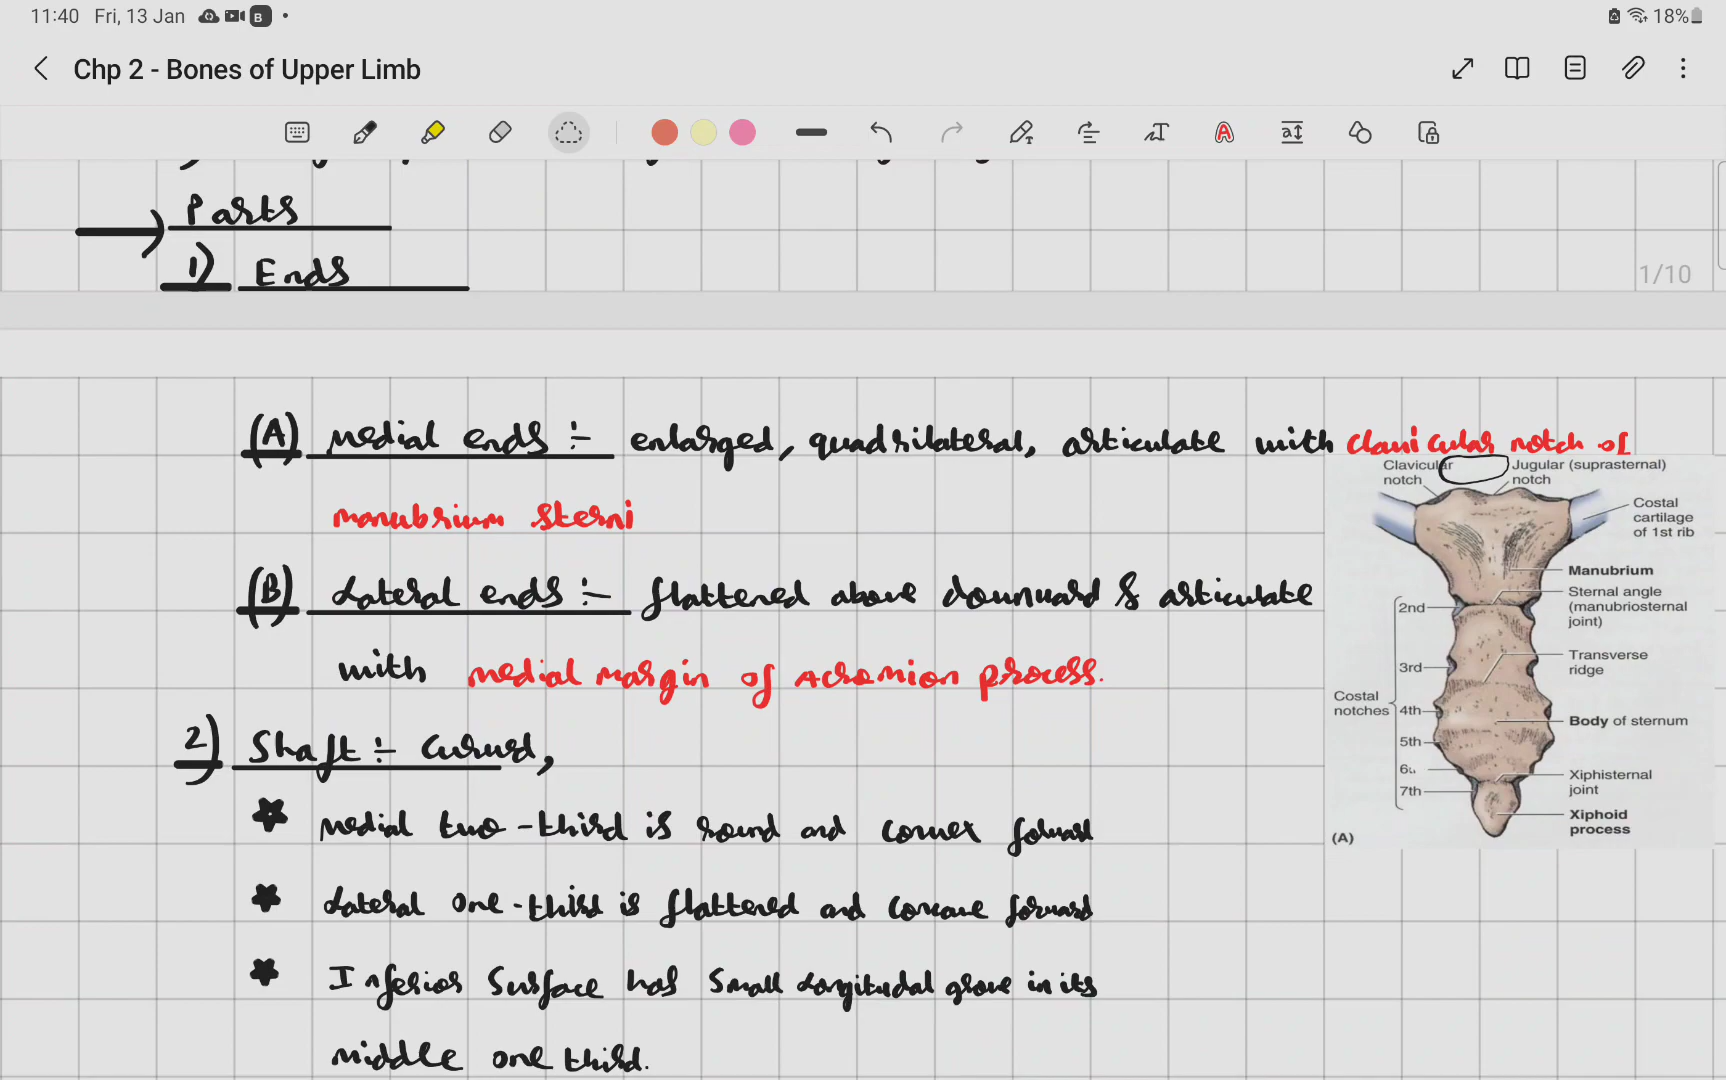 11:40 Fri, 13 Jan B 18%
Chp 2 - Bones of Upper Limb
Parts
1) Ends
1/10
(A) Medial ends :- enlarged, quadrilateral, articulate with clavicular notch of
manubrium sterni
(B) Lateral ends :- flattened above downward & articulate
with medial margin of Acromion process.
2) Shaft :- Curved,
medial two-third is round and convex forward
Lateral one-third is flattened and concave forward
Inferior Surface has small longitudal grove in its
middle one third.
Clavicular
notch
Jugular (suprasternal)
notch
Costal
cartilage
of 1st rib
Manubrium
Sternal angle
(manubriosternal
joint)
Transverse
ridge
Body of sternum
Xiphisternal
joint
Xiphoid
process
Costal
notches
2nd
3rd
4th
5th
6th
7th
(A)